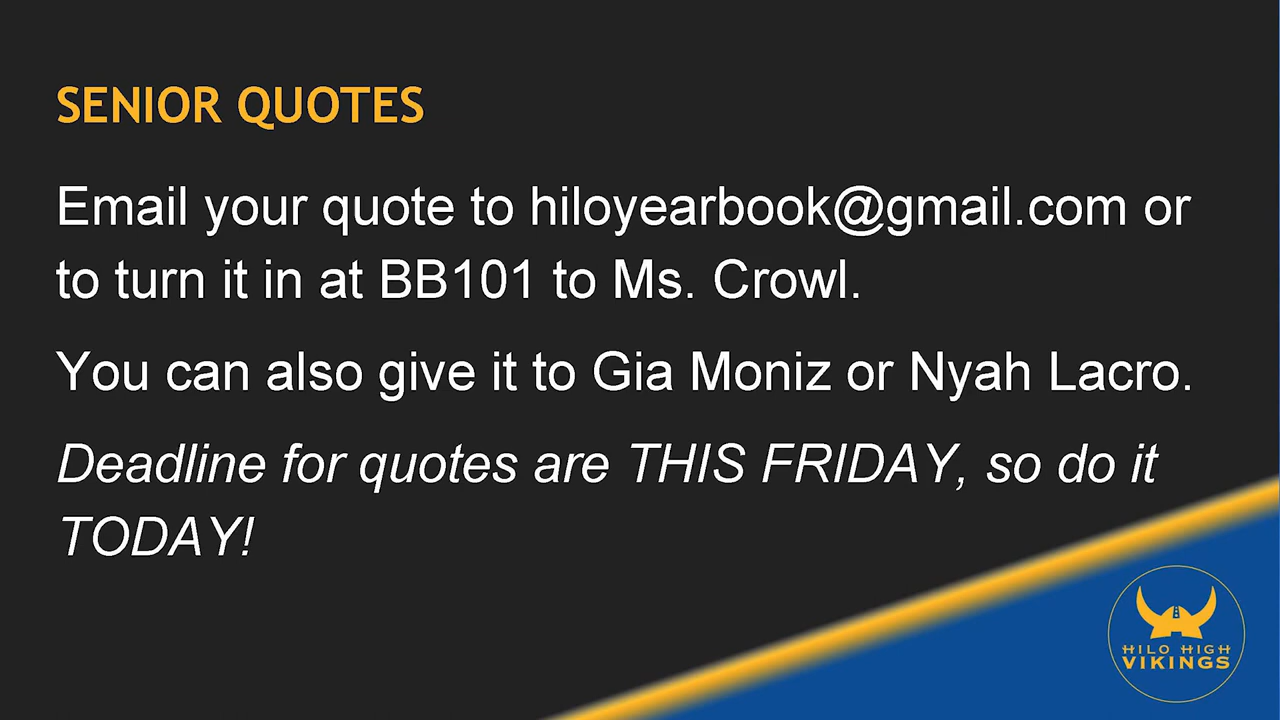 SENIOR QUOTES
Email your quote to hiloyearbook@gmail.com or
to turn it in at BB101 to Ms. Crowl.
You can also give it to Gia Moniz or Nyah Lacro.
Deadline for quotes are THIS FRIDAY, so do it
TODAY!
HILO HIGH
VIKINGS